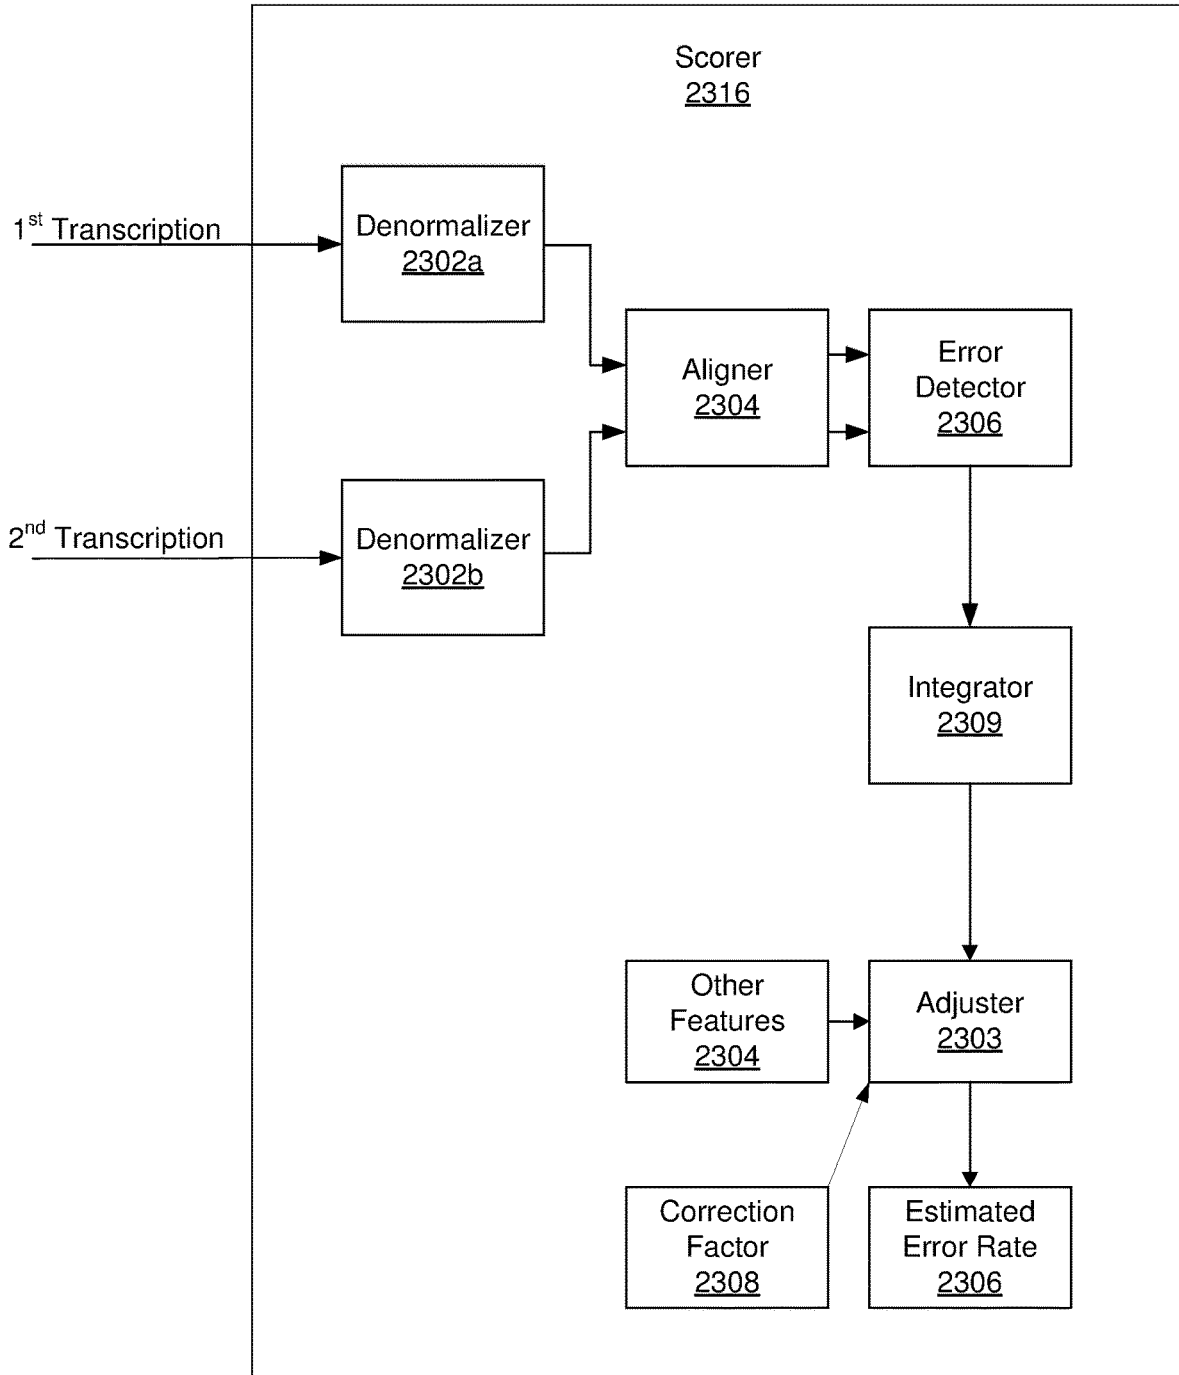 Scorer
2316
1st Transcription
Denormalizer
2302a
Aligner
2304
Error
Detector
2306
2nd Transcription
Denormalizer
2302b
Integrator
2309
Other
Features
2304
Adjuster
2303
Correction
Factor
2308
Estimated
Error Rate
2306